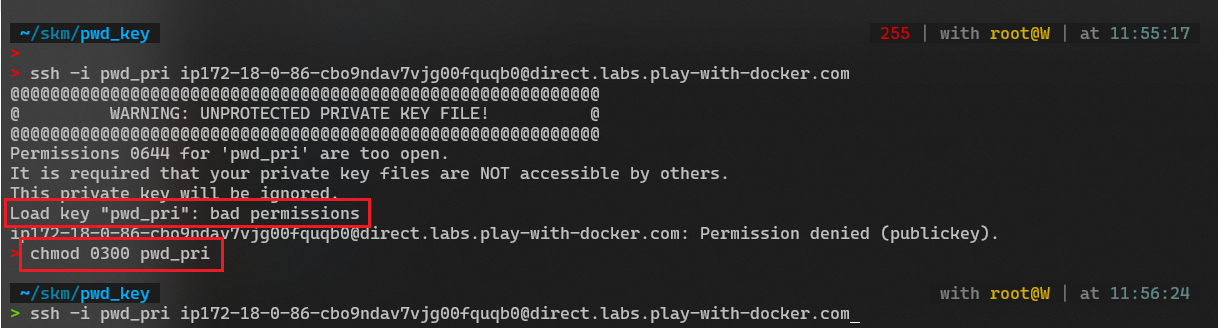 ~/skm/pwd_key 255 | with root@W | at 11:55:17
>
> ssh -i pwd_pri ip172-18-0-86-cbo9ndav7vjg00fquqb0@direct.labs.play-with-docker.com
@@@@@@@@@@@@@@@@@@@@@@@@@@@@@@@@@@@@@@@@@@@@@@@@@@@@@@@@@@@
@         WARNING: UNPROTECTED PRIVATE KEY FILE!          @
@@@@@@@@@@@@@@@@@@@@@@@@@@@@@@@@@@@@@@@@@@@@@@@@@@@@@@@@@@@
Permissions 0644 for 'pwd_pri' are too open.
It is required that your private key files are NOT accessible by others.
This private key will be ignored.
Load key "pwd_pri": bad permissions
ip172-18-0-86-cbo9ndav7vjg00fquqb0@direct.labs.play-with-docker.com: Permission denied (publickey).
> chmod 0300 pwd_pri
~/skm/pwd_key with root@W | at 11:56:24
> ssh -i pwd_pri ip172-18-0-86-cbo9ndav7vjg00fquqb0@direct.labs.play-with-docker.com_